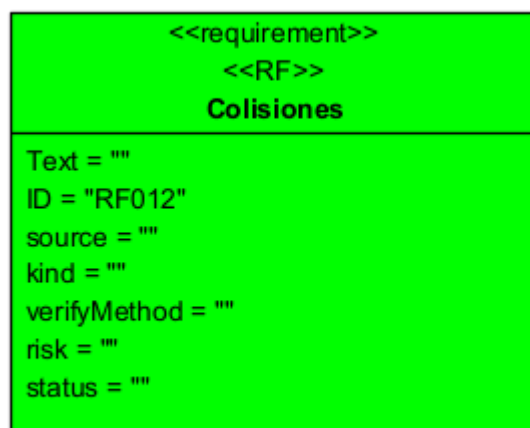 <<requirement>>
<<RF>>
Colisiones
Text = ""
ID = "RF012"
source = ""
kind = ""
verifyMethod = ""
risk = ""
status = ""